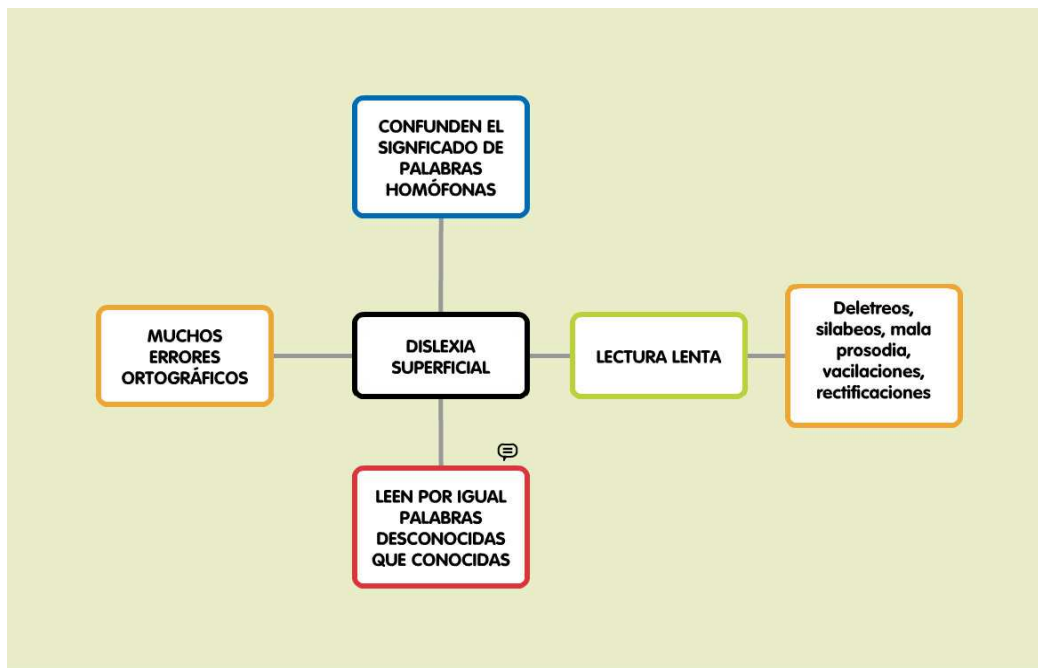 CONFUNDEN EL
SIGNFICADO DE
PALABRAS
HOMÓFONAS
MUCHOS
ERRORES
ORTOGRÁFICOS
DISLEXIA
SUPERFICIAL
LECTURA LENTA
Deletreos,
silabeos, mala
prosodia,
vacilaciones,
rectificaciones
LEEN POR IGUAL
PALABRAS
DESCONOCIDAS
QUE CONOCIDAS